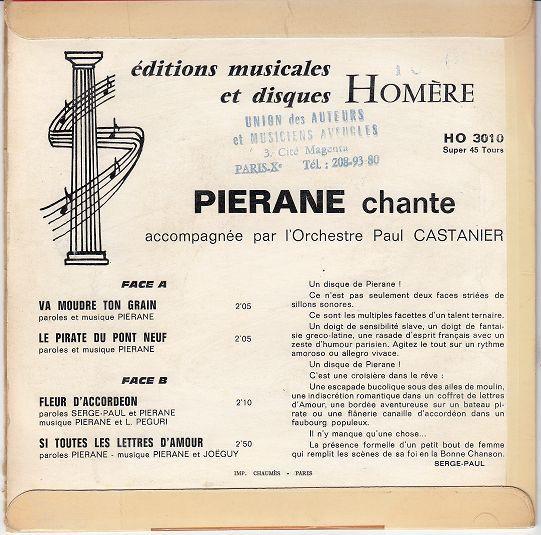 éditions musicales
et disques HOMÈRE
UNION des AUTEURS
et MUSICIENS AVEUGLES
3, Cité Magenta
PARIS-Xe Tél : 208-93-80
HO 3010
Super 45 Tours
PIERANE chante
accompagnée par l'Orchestre Paul CASTANIER
FACE A
VA MOUDRE TON GRAIN 2'05
paroles et musique PIERANE
LE PIRATE DU PONT NEUF 2'05
paroles et musique PIERANE
FACE B
FLEUR D'ACCORDEON 2'10
paroles SERGE-PAUL et PIERANE
musique PIERANE et L. PEGURI
SI TOUTES LES LETTRES D'AMOUR 2'50
paroles PIERANE - musique PIERANE et JOËGUY
Un disque de Pierane !
Ce n'est pas seulement deux faces striées de
sillons sonores.
Ce sont les multiples facettes d'un talent ternaire.
Un doigt de sensibilité slave, un doigt de fantai-
sie greco-latine, une rasade d'esprit français avec un
zeste d'humour parisien. Agitez le tout sur un rythme
amoroso ou allegro vivace.
Un disque de Pierane !
C'est une croisière dans le rêve :
Une escapade bucolique sous des ailes de moulin,
une indiscrétion romantique dans un coffret de lettres
d'Amour, une bordée aventureuse sur un bateau pi-
rate ou une flânerie canaille d'accordéon dans un
faubourg populeux.
Il n'y manque qu'une chose...
La présence formelle d'un petit bout de femme
qui remplit les scènes de sa foi en la Bonne Chanson.
SERGE-PAUL
IMP. CHAUMÈS - PARIS